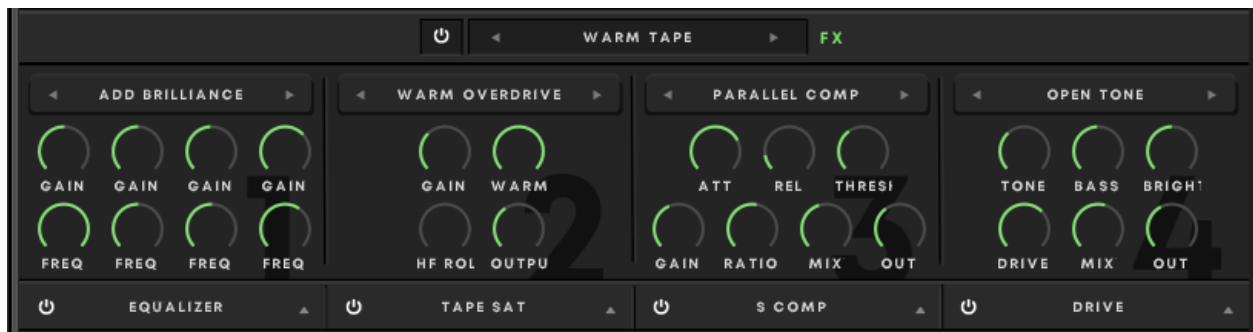 WARM TAPE FX
ADD BRILLIANCE WARM OVERDRIVE PARALLEL COMP OPEN TONE
GAIN GAIN GAIN GAIN GAIN WARM ATT REL THRESH TONE BASS BRIGHT
FREQ FREQ FREQ FREQ HF ROL OUTPU GAIN RATIO MIX OUT DRIVE MIX OUT
1 2 3 4
EQUALIZER TAPE SAT S COMP DRIVE